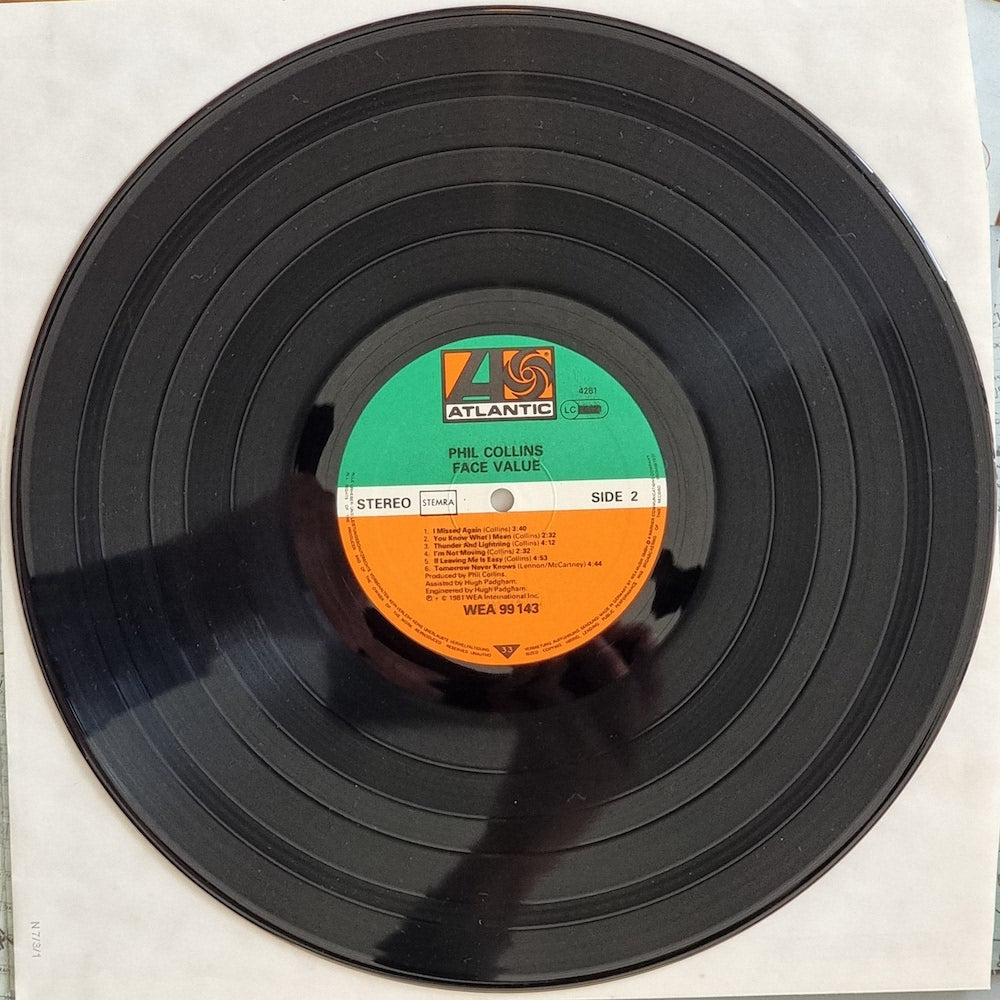 ATLANTIC
4281
LC
PHIL COLLINS
FACE VALUE
STEREO STEMRA SIDE 2
1. I Missed Again (Collins) 3:40
2. You Know What I Mean (Collins) 2:32
3. Thunder And Lightning (Collins) 4:12
4. I'm Not Moving (Collins) 2:32
5. If Leaving Me Is Easy (Collins) 4:53
6. Tomorrow Never Knows (Lennon/McCartney) 4:44
Produced by Phil Collins.
Assisted by Hugh Padgham.
Engineered by Hugh Padgham.
℗ + © 1981 WEA International Inc.
WEA 99 143
33
N 7/3/1